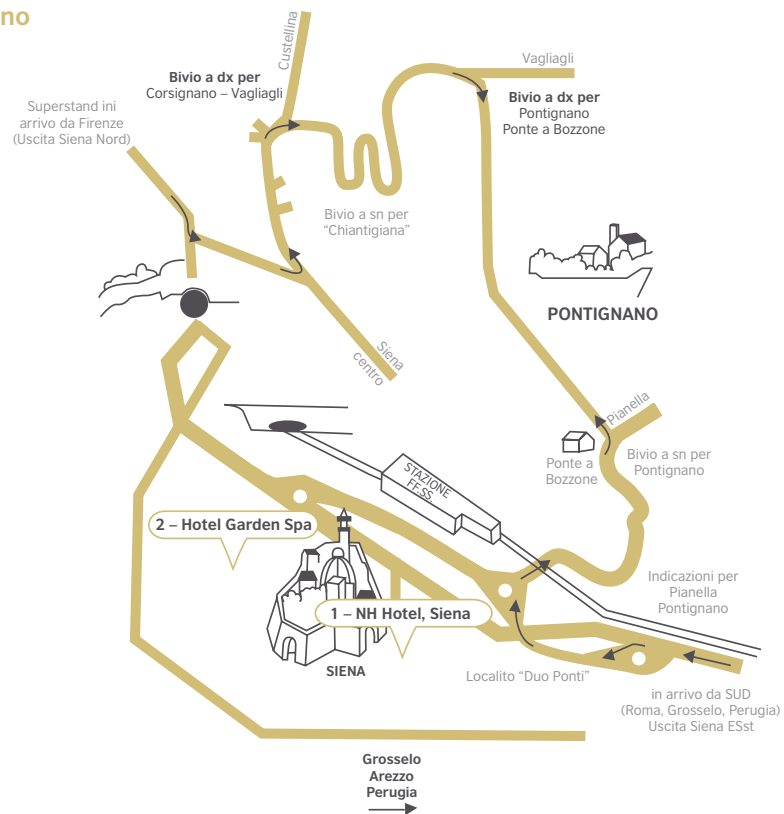 no
Custellina
Bivio a dx per
Corsignano – Vagliagli
Vagliagli
Bivio a dx per
Pontignano
Ponte a Bozzone
Superstand ini
arrivo da Firenze
(Uscita Siena Nord)
Bivio a sn per
“Chiantigiana”
PONTIGNANO
Siena
centro
Pianella
Ponte a
Bozzone
Bivio a sn per
Pontignano
STAZIONE
FF.SS.
2 – Hotel Garden Spa
1 – NH Hotel, Siena
SIENA
Indicazioni per
Pianella
Pontignano
Localito “Duo Ponti”
in arrivo da SUD
(Roma, Grosselo, Perugia)
Uscita Siena ESst
Grosselo
Arezzo
Perugia